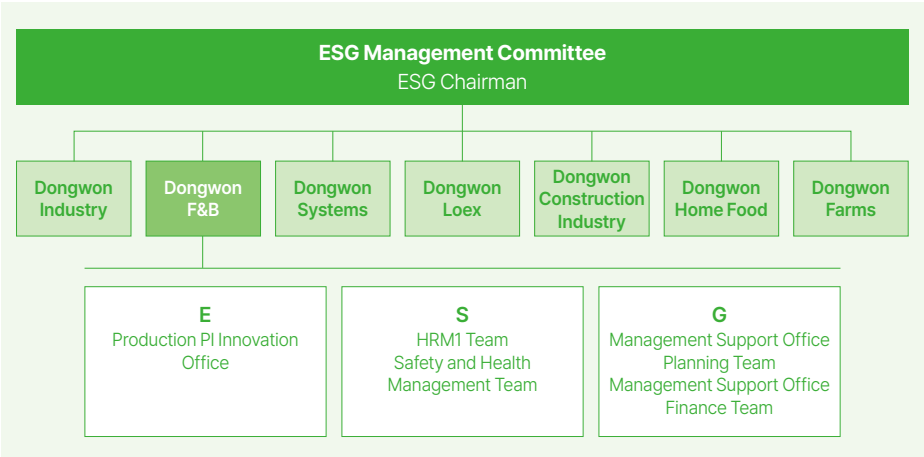 ESG Management Committee
ESG Chairman
Dongwon
Industry
Dongwon
F&B
Dongwon
Systems
Dongwon
Loex
Dongwon
Construction
Industry
Dongwon
Home Food
Dongwon
Farms
E
Production PI Innovation
Office
S
HRM1 Team
Safety and Health
Management Team
G
Management Support Office
Planning Team
Management Support Office
Finance Team